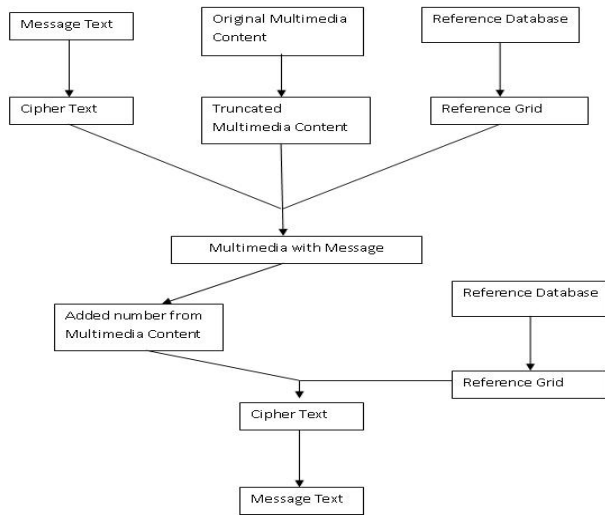 Message Text
Original Multimedia
Content
Reference Database
Cipher Text
Truncated
Multimedia Content
Reference Grid
Multimedia with Message
Added number from
Multimedia Content
Reference Database
Reference Grid
Cipher Text
Message Text